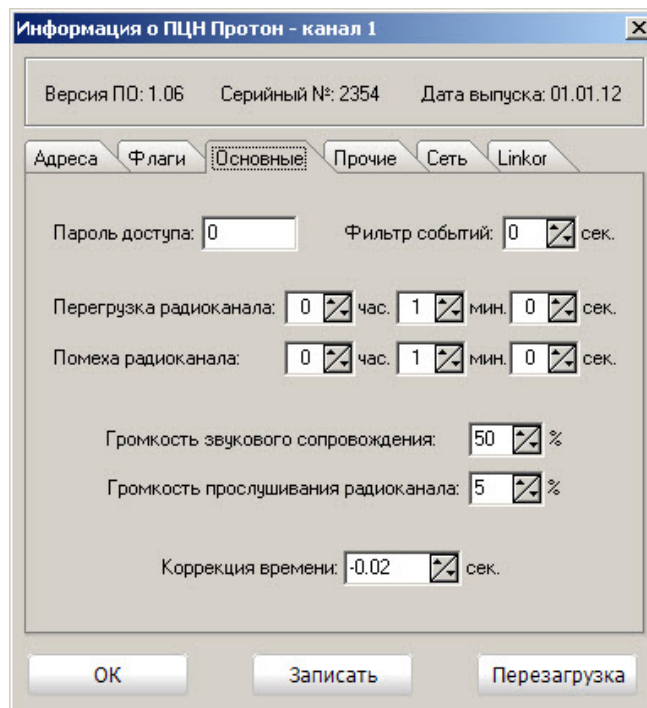 Информация о ПЦН Протон - канал 1
Версия ПО: 1.06 Серийный №: 2354 Дата выпуска: 01.01.12
Адреса Флаги Основные Прочие Сеть Linkor
Пароль доступа: 0 Фильтр событий: 0 сек.
Перегрузка радиоканала: 0 час. 1 мин. 0 сек.
Помеха радиоканала: 0 час. 1 мин. 0 сек.
Громкость звукового сопровождения: 50 %
Громкость прослушивания радиоканала: 5 %
Коррекция времени: -0.02 сек.
ОК Записать Перезагрузка